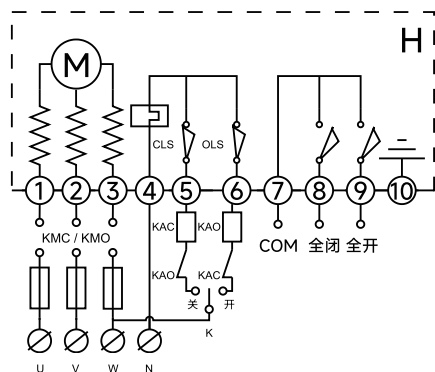 H
M
CLS OLS
1 2 3 4 5 6 7 8 9 10
KAC KAO
KMC / KMO
COM 全闭 全开
KAO KAC
关 开
K
U V W N